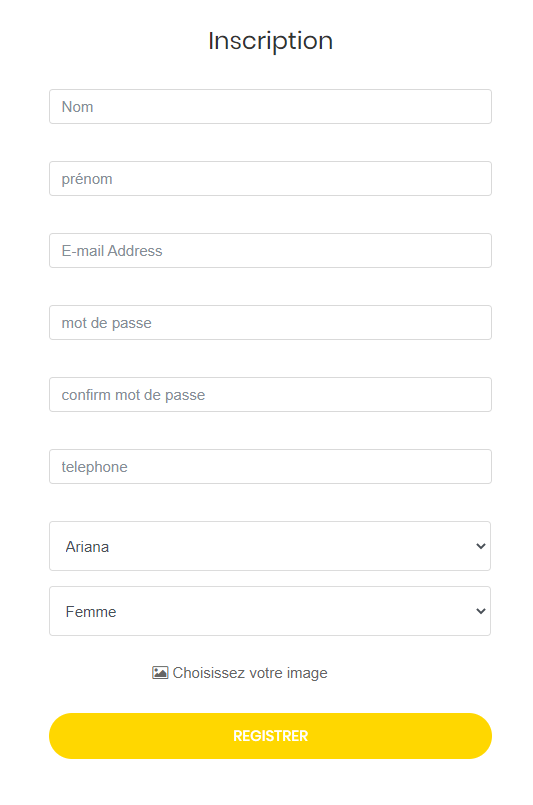 Inscription
Nom
prénom
E-mail Address
mot de passe
confirm mot de passe
telephone
Ariana
Femme
Choisissez votre image
REGISTRER